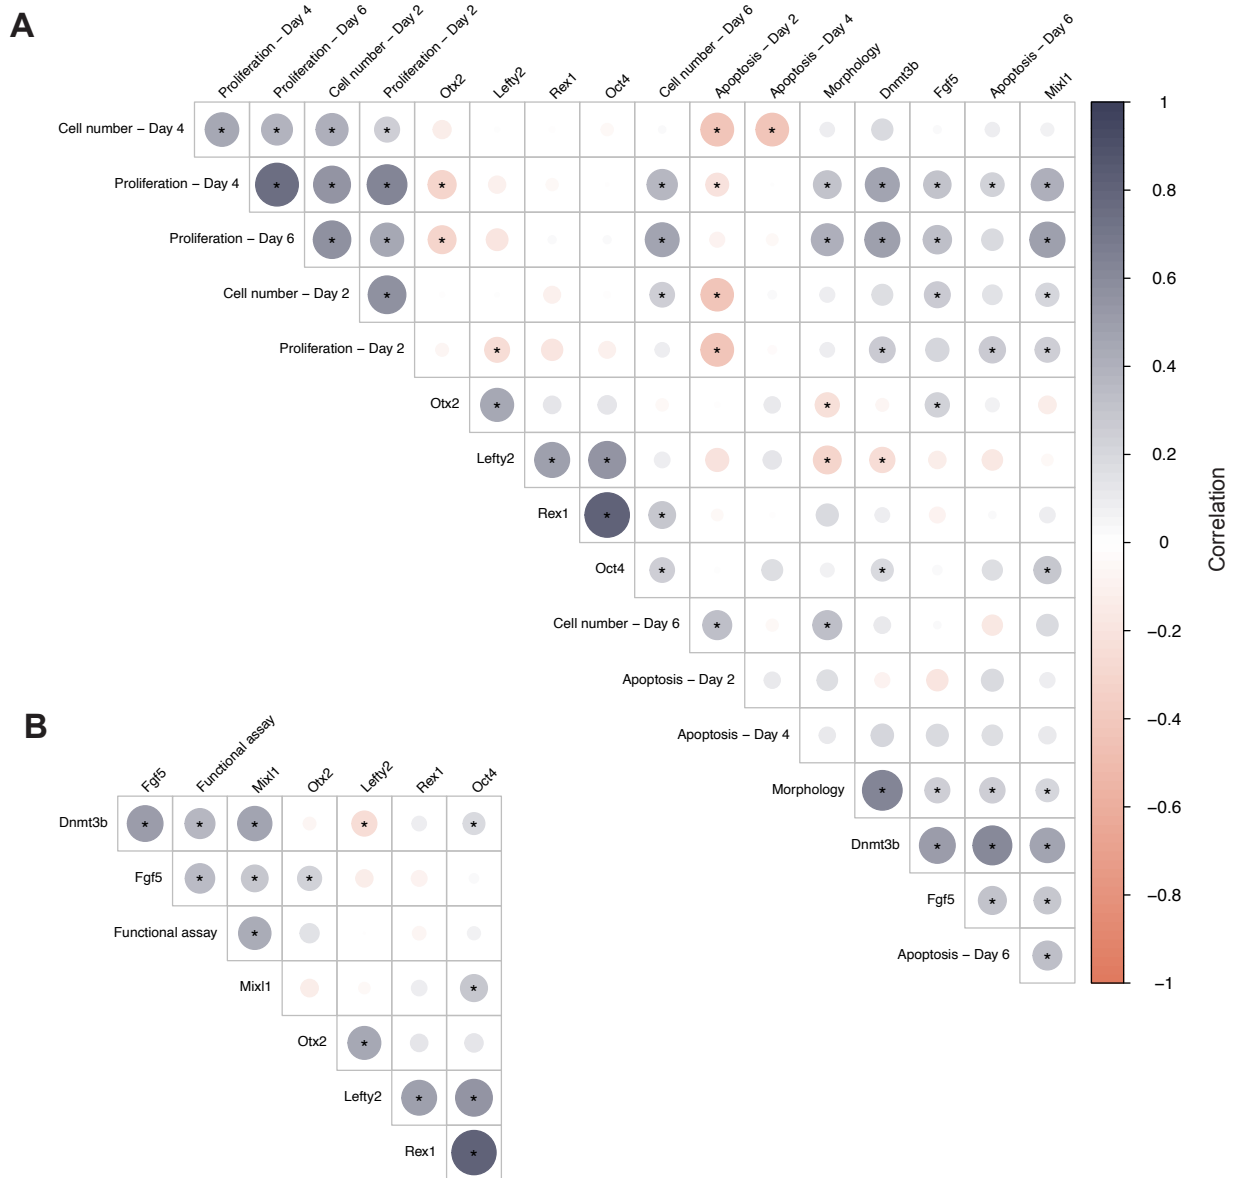 A
Proliferation – Day 4
Proliferation – Day 6
Cell number – Day 2
Proliferation – Day 2
Otx2
Lefty2
Rex1
Oct4
Cell number – Day 6
Apoptosis – Day 2
Apoptosis – Day 4
Morphology
Dnmt3b
Fgf5
Apoptosis – Day 6
Mixl1
Cell number – Day 4 * * * * * *
Proliferation – Day 4 * * * * * * * * * * *
Proliferation – Day 6 * * * * * * * *
Cell number – Day 2 * * * * *
Proliferation – Day 2 * * * * *
Otx2 * * *
Lefty2 * * * *
Rex1 * *
Oct4 * * *
Cell number – Day 6 * *
Apoptosis – Day 2
Apoptosis – Day 4
Morphology * * * *
Dnmt3b * * *
Fgf5 * *
Apoptosis – Day 6 *
1
0.8
0.6
0.4
0.2
0
−0.2
−0.4
−0.6
−0.8
−1
Correlation
B
Fgf5
Functional assay
Mixl1
Otx2
Lefty2
Rex1
Oct4
Dnmt3b * * * * *
Fgf5 * * *
Functional assay *
Mixl1 *
Otx2 *
Lefty2 * *
Rex1 *